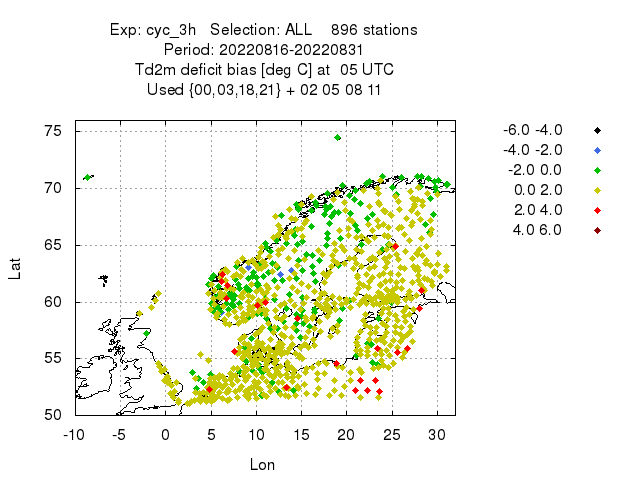 Exp: cyc_3h   Selection: ALL    896 stations
Period: 20220816-20220831
Td2m deficit bias [deg C] at  05 UTC
Used {00,03,18,21} + 02 05 08 11
-6.0 -4.0
-4.0 -2.0
-2.0 0.0
0.0 2.0
2.0 4.0
4.0 6.0
75
70
65
60
55
50
Lat
-10 -5 0 5 10 15 20 25 30
Lon